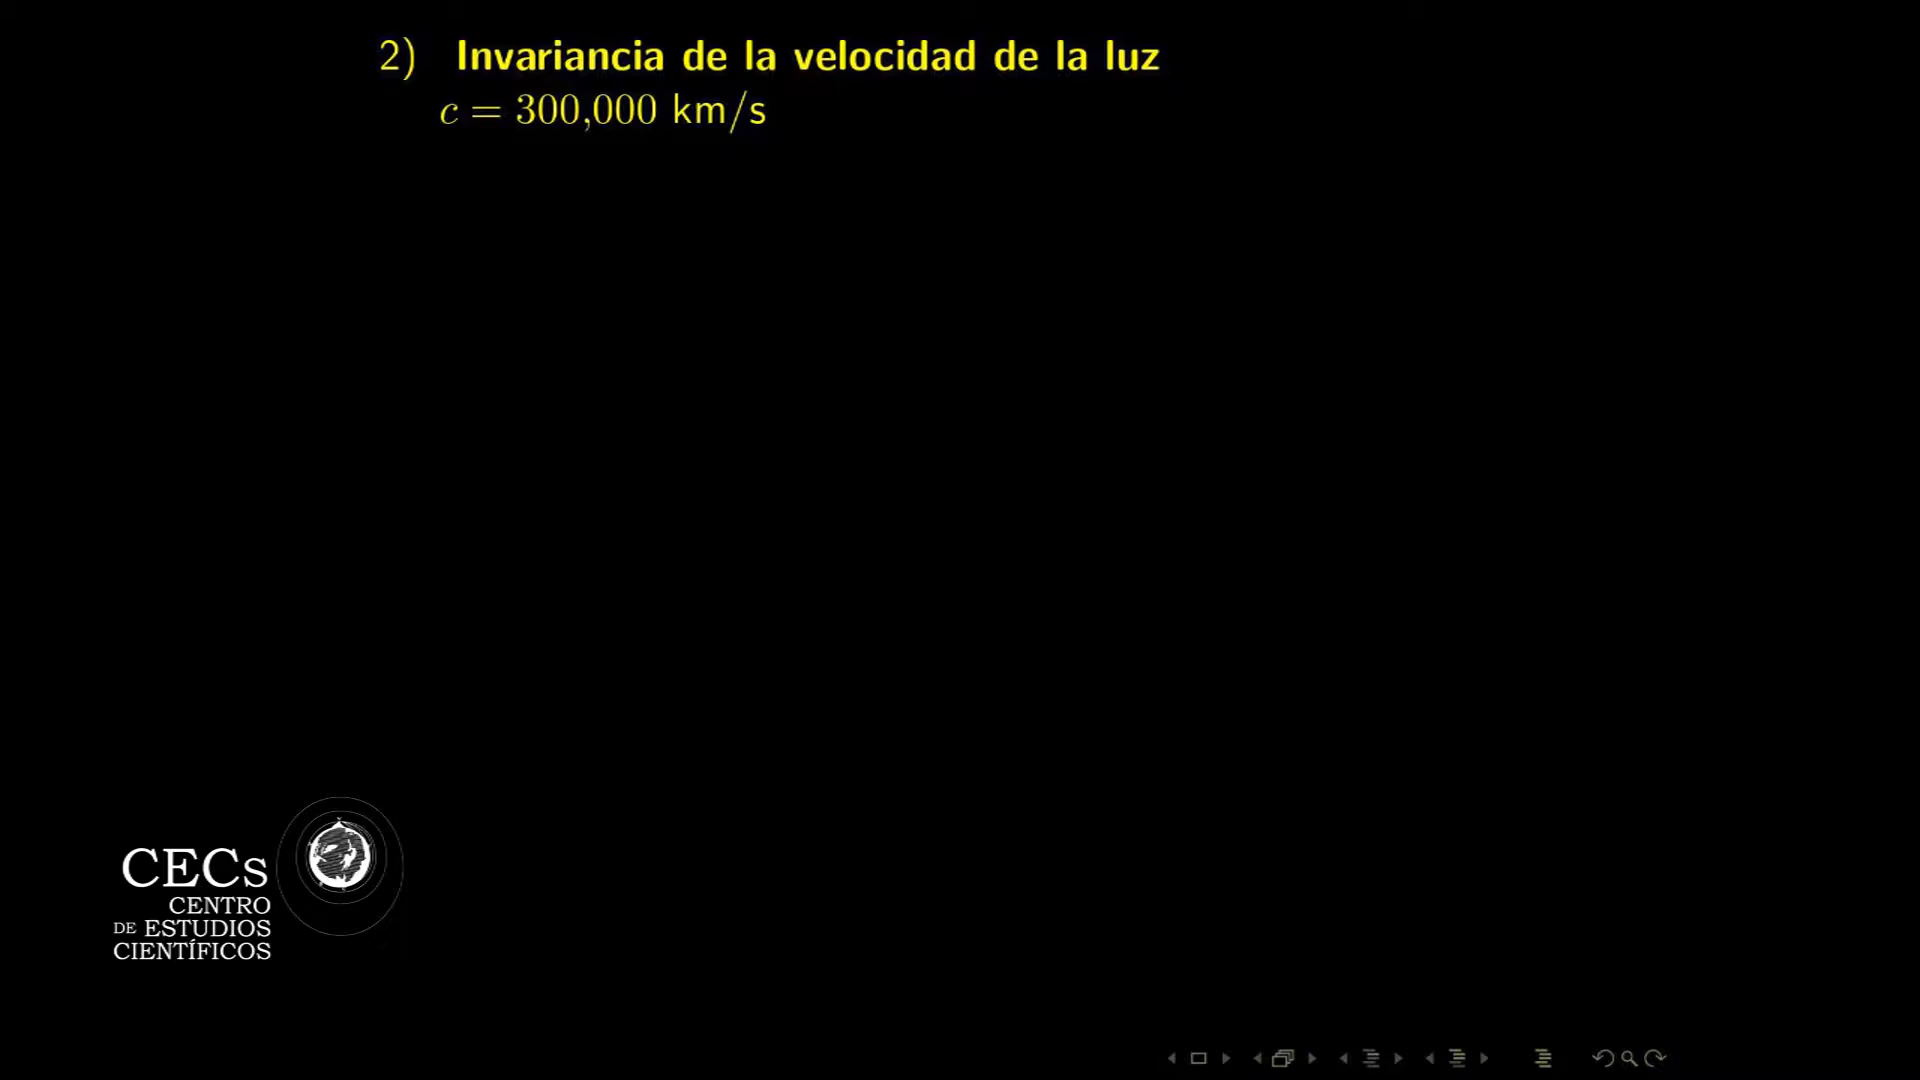 2) Invariancia de la velocidad de la luz
c = 300,000 km/s
CECs
CENTRO
DE ESTUDIOS
CIENTÍFICOS